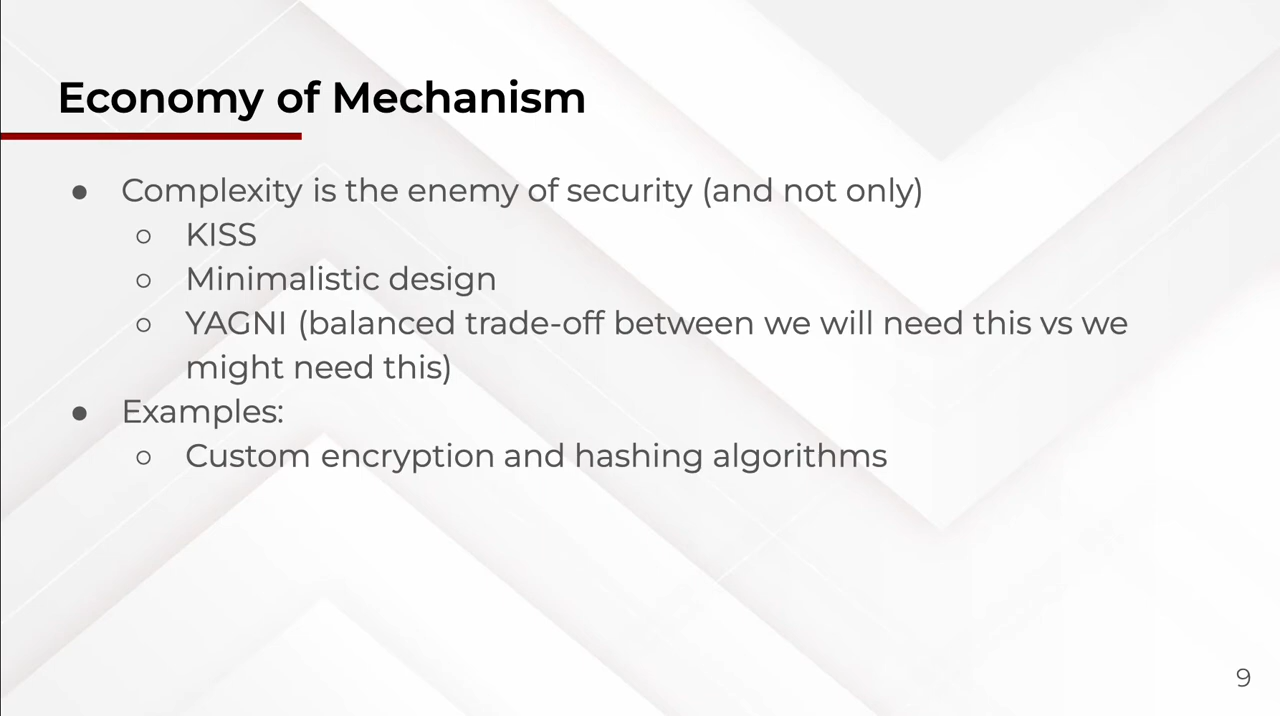 Economy of Mechanism
● Complexity is the enemy of security (and not only)
○ KISS
○ Minimalistic design
○ YAGNI (balanced trade-off between we will need this vs we
might need this)
● Examples:
○ Custom encryption and hashing algorithms
9